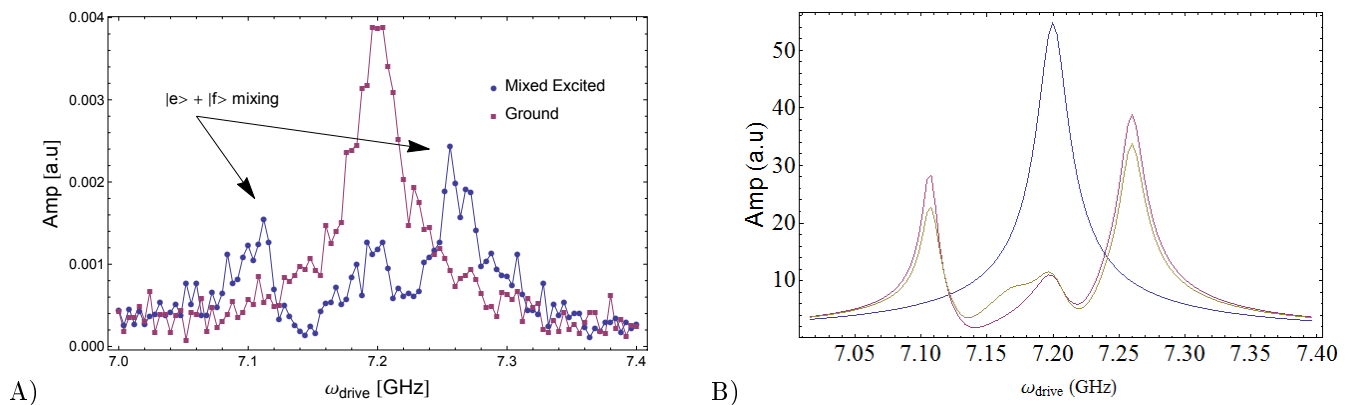 A)
Amp [a.u]
0.004
0.003
0.002
0.001
0.000
|e> + |f> mixing
Mixed Excited
Ground
7.0
7.1
7.2
7.3
7.4
ω_drive [GHz]
B)
Amp (a.u)
50
40
30
20
10
7.05
7.10
7.15
7.20
7.25
7.30
7.35
7.40
ω_drive (GHz)